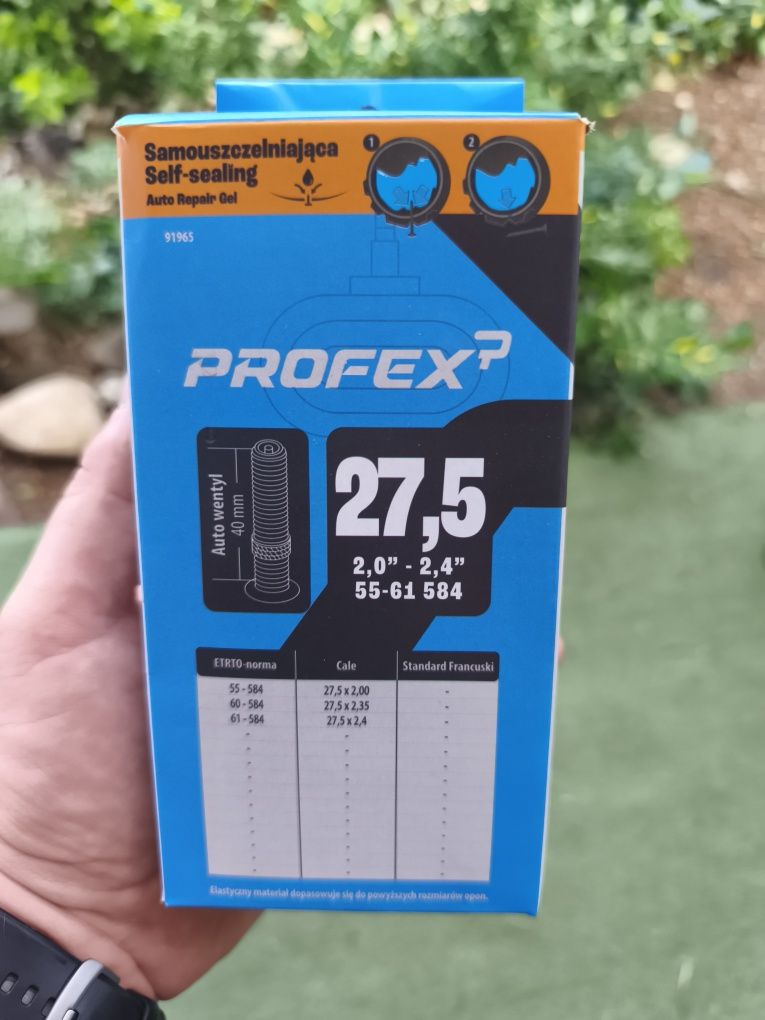 Samouszczelniająca
Self-sealing
Auto Repair Gel
1
2
91965
PROFEX
Auto wentyl
40 mm
27,5
2,0” - 2,4”
55-61 584
ETRTO-norma Cale Standard Francuski
55 - 584 27,5 x 2,00 -
60 - 584 27,5 x 2,35 -
61 - 584 27,5 x 2,4 -
Elastyczny materiał dopasowuje się do powyższych rozmiarów opon.